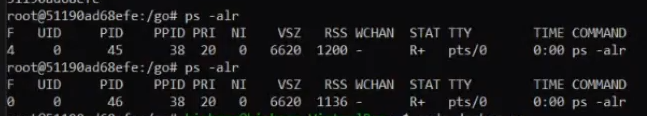 root@51190ad68efe:/go# ps -alr
F UID PID PPID PRI NI VSZ RSS WCHAN STAT TTY TIME COMMAND
4 0 45 38 20 0 6620 1200 - R+ pts/0 0:00 ps -alr
root@51190ad68efe:/go# ps -alr
F UID PID PPID PRI NI VSZ RSS WCHAN STAT TTY TIME COMMAND
0 0 46 38 20 0 6620 1136 - R+ pts/0 0:00 ps -alr